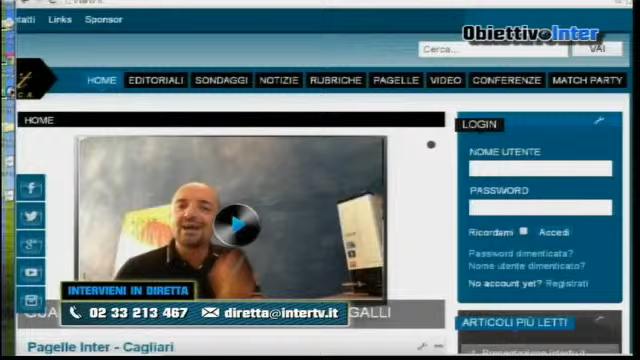 Links Sponsor
Obiettivo Inter
Cerca...
VAI
HOME EDITORIALI SONDAGGI NOTIZIE RUBRICHE PAGELLE VIDEO CONFERENZE MATCH PARTY
HOME
LOGIN
NOME UTENTE
PASSWORD
Ricordami Accedi
Password dimenticata?
Nome utente dimenticato?
No account yet? Registrati
INTERVIENI IN DIRETTA
02 33 213 467 diretta@intertv.it
GALLI
ARTICOLI PIÙ LETTI
Pagelle Inter - Cagliari